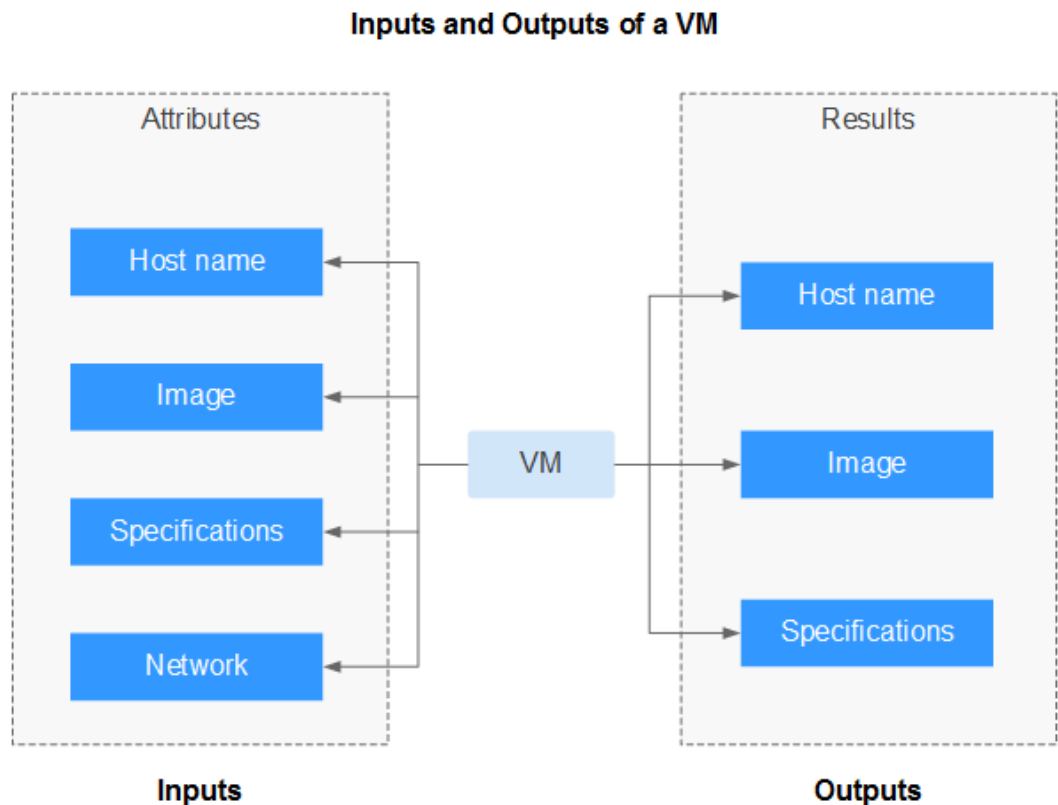 Inputs and Outputs of a VM
Attributes
Host name
Image
Specifications
Network
VM
Results
Host name
Image
Specifications
Inputs
Outputs